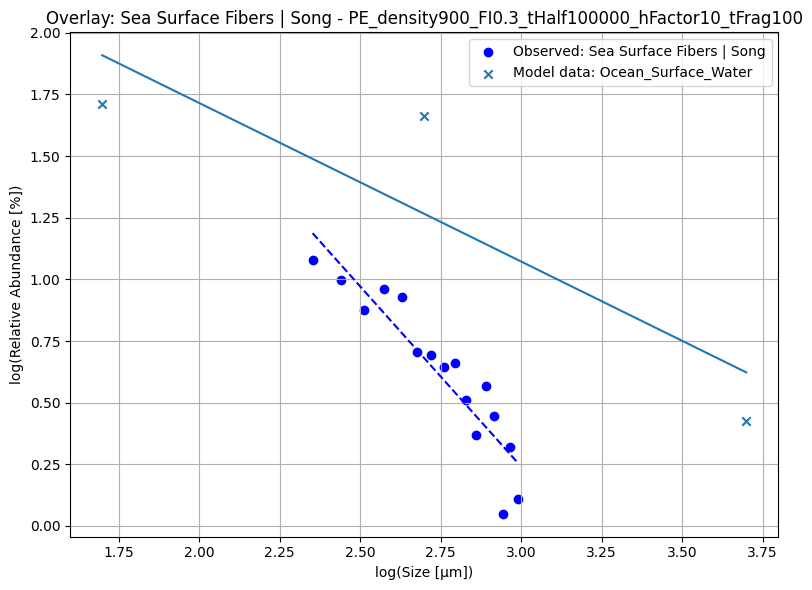 Overlay: Sea Surface Fibers | Song - PE_density900_FI0.3_tHalf100000_hFactor10_tFrag100
Observed: Sea Surface Fibers | Song
Model data: Ocean_Surface_Water
log(Relative Abundance [%])
2.00
1.75
1.50
1.25
1.00
0.75
0.50
0.25
0.00
1.75 2.00 2.25 2.50 2.75 3.00 3.25 3.50 3.75
log(Size [µm])